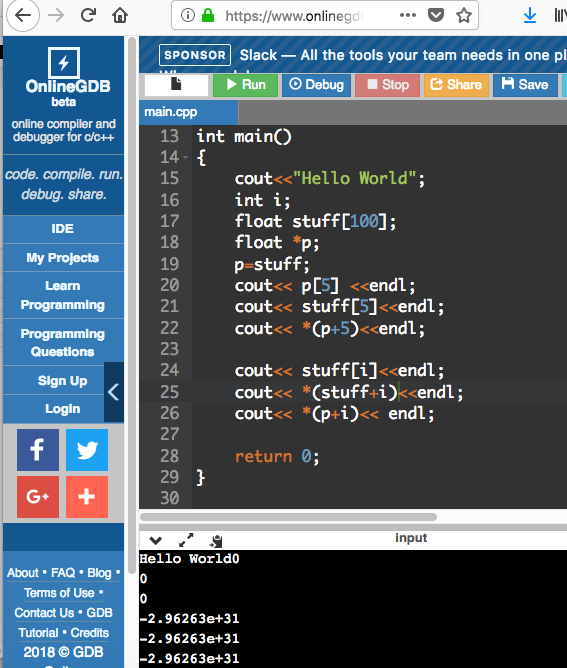 https://www.onlinegd
OnlineGDB
beta
online compiler and
debugger for c/c++
code. compile. run.
debug. share.
IDE
My Projects
Learn
Programming
Programming
Questions
Sign Up
Login
G+
About • FAQ • Blog •
Terms of Use •
Contact Us • GDB
Tutorial • Credits
2018 © GDB
SPONSOR Slack — All the tools your team needs in one pl
Run Debug Stop Share Save
main.cpp
13 int main()
14 {
15 cout<<"Hello World";
16 int i;
17 float stuff[100];
18 float *p;
19 p=stuff;
20 cout<< p[5] <<endl;
21 cout<< stuff[5]<<endl;
22 cout<< *(p+5)<<endl;
23
24 cout<< stuff[i]<<endl;
25 cout<< *(stuff+i)<<endl;
26 cout<< *(p+i)<< endl;
27
28 return 0;
29 }
30
input
Hello World0
0
0
-2.96263e+31
-2.96263e+31
-2.96263e+31